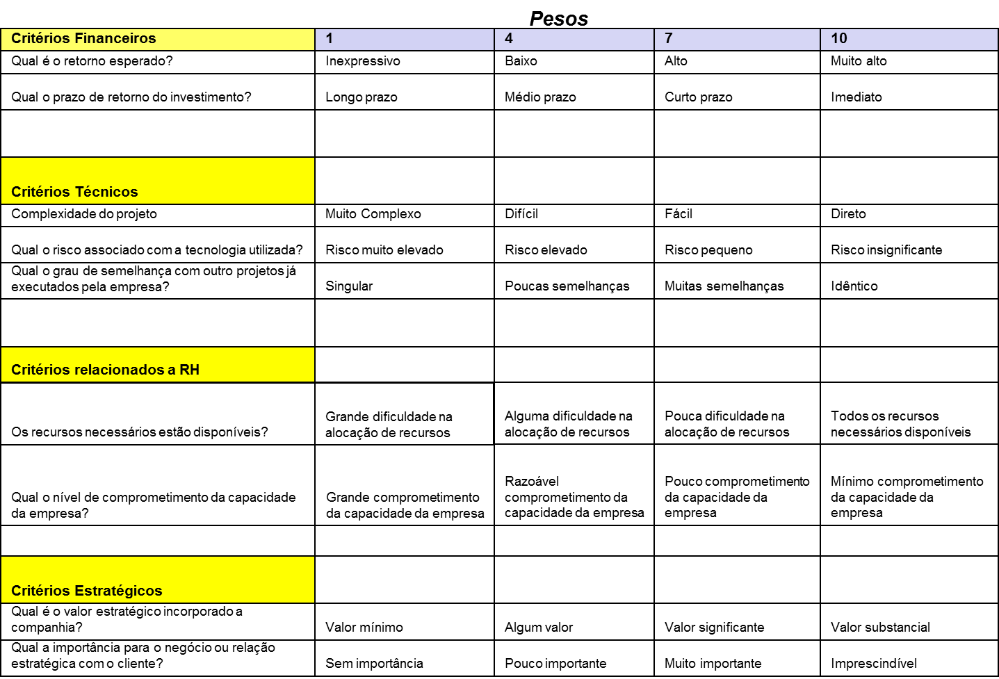 Pesos
Critérios Financeiros 1 4 7 10
Qual é o retorno esperado? Inexpressivo Baixo Alto Muito alto
Qual o prazo de retorno do investimento? Longo prazo Médio prazo Curto prazo Imediato
Critérios Técnicos
Complexidade do projeto Muito Complexo Difícil Fácil Direto
Qual o risco associado com a tecnologia utilizada? Risco muito elevado Risco elevado Risco pequeno Risco insignificante
Qual o grau de semelhança com outro projetos já
executados pela empresa? Singular Poucas semelhanças Muitas semelhanças Idêntico
Critérios relacionados a RH
Os recursos necessários estão disponíveis?
Grande dificuldade na
alocação de recursos
Alguma dificuldade na
alocação de recursos
Pouca dificuldade na
alocação de recursos
Todos os recursos
necessários disponíveis
Qual o nível de comprometimento da capacidade
da empresa?
Grande comprometimento
da capacidade da empresa
Razoável
comprometimento da
capacidade da empresa
Pouco comprometimento
da capacidade da
empresa
Mínimo comprometimento
da capacidade da
empresa
Critérios Estratégicos
Qual é o valor estratégico incorporado a
companhia? Valor mínimo Algum valor Valor significante Valor substancial
Qual a importância para o negócio ou relação
estratégica com o cliente? Sem importância Pouco importante Muito importante Imprescindível